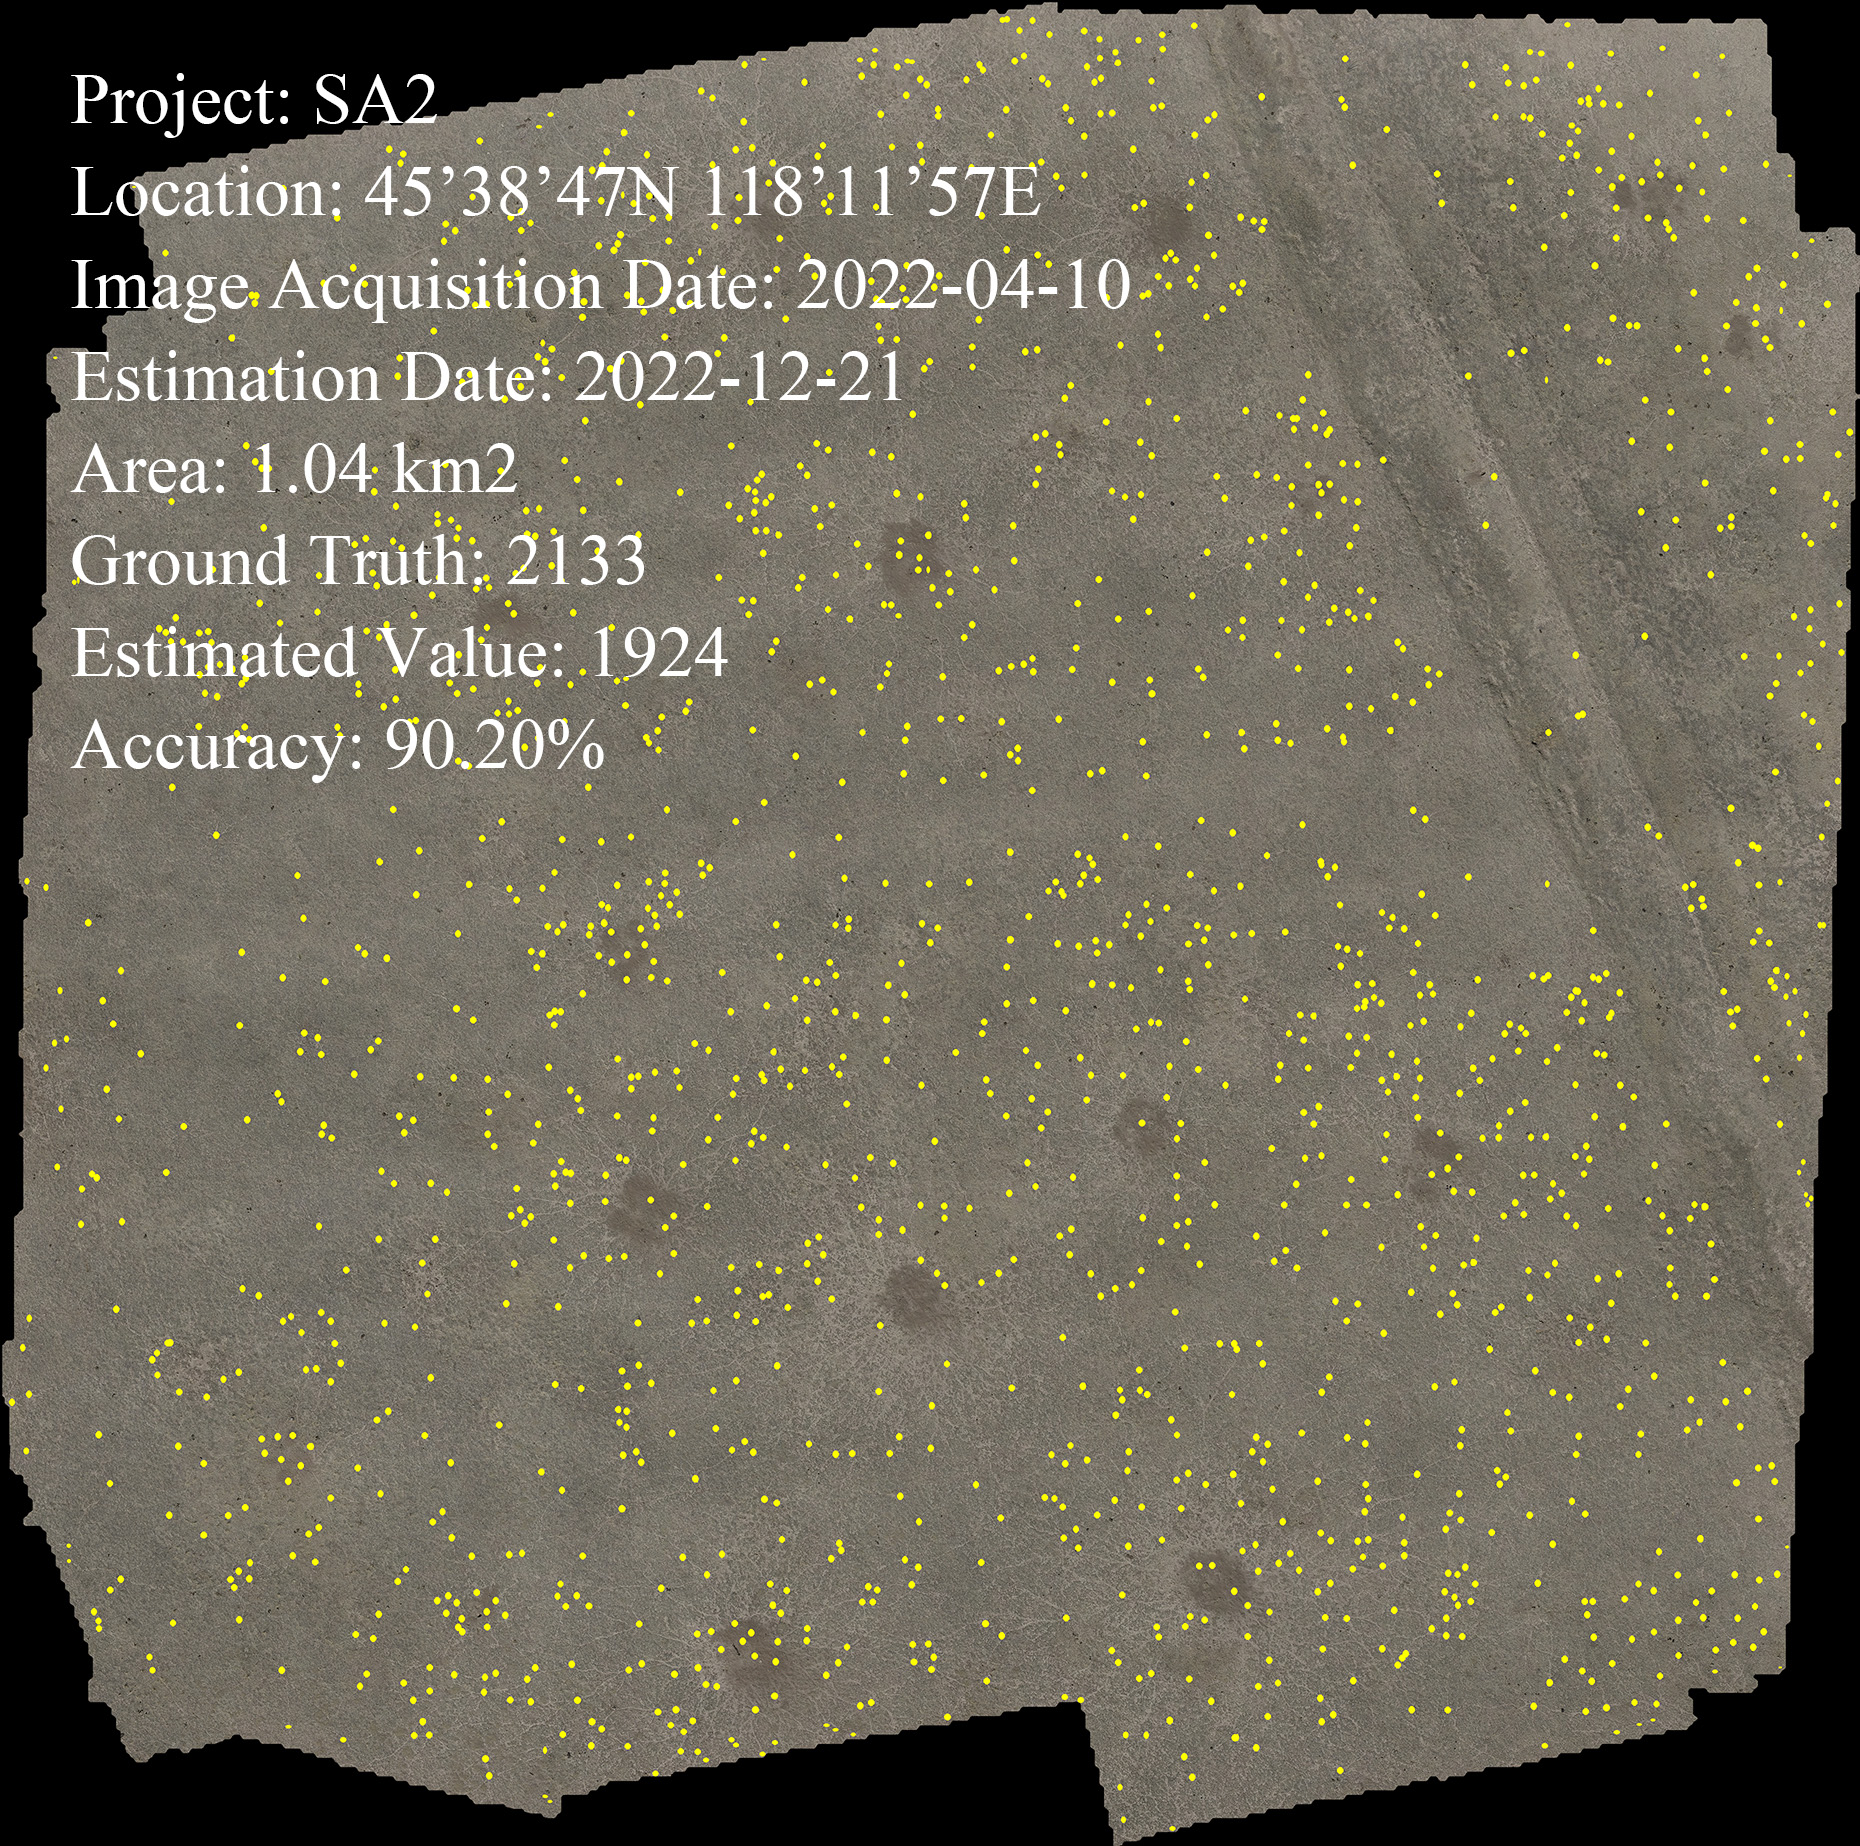 Project: SA2
Location: 45’38’47N 118’11’57E
Image Acquisition Date: 2022-04-10
Estimation Date: 2022-12-21
Area: 1.04 km2
Ground Truth: 2133
Estimated Value: 1924
Accuracy: 90.20%